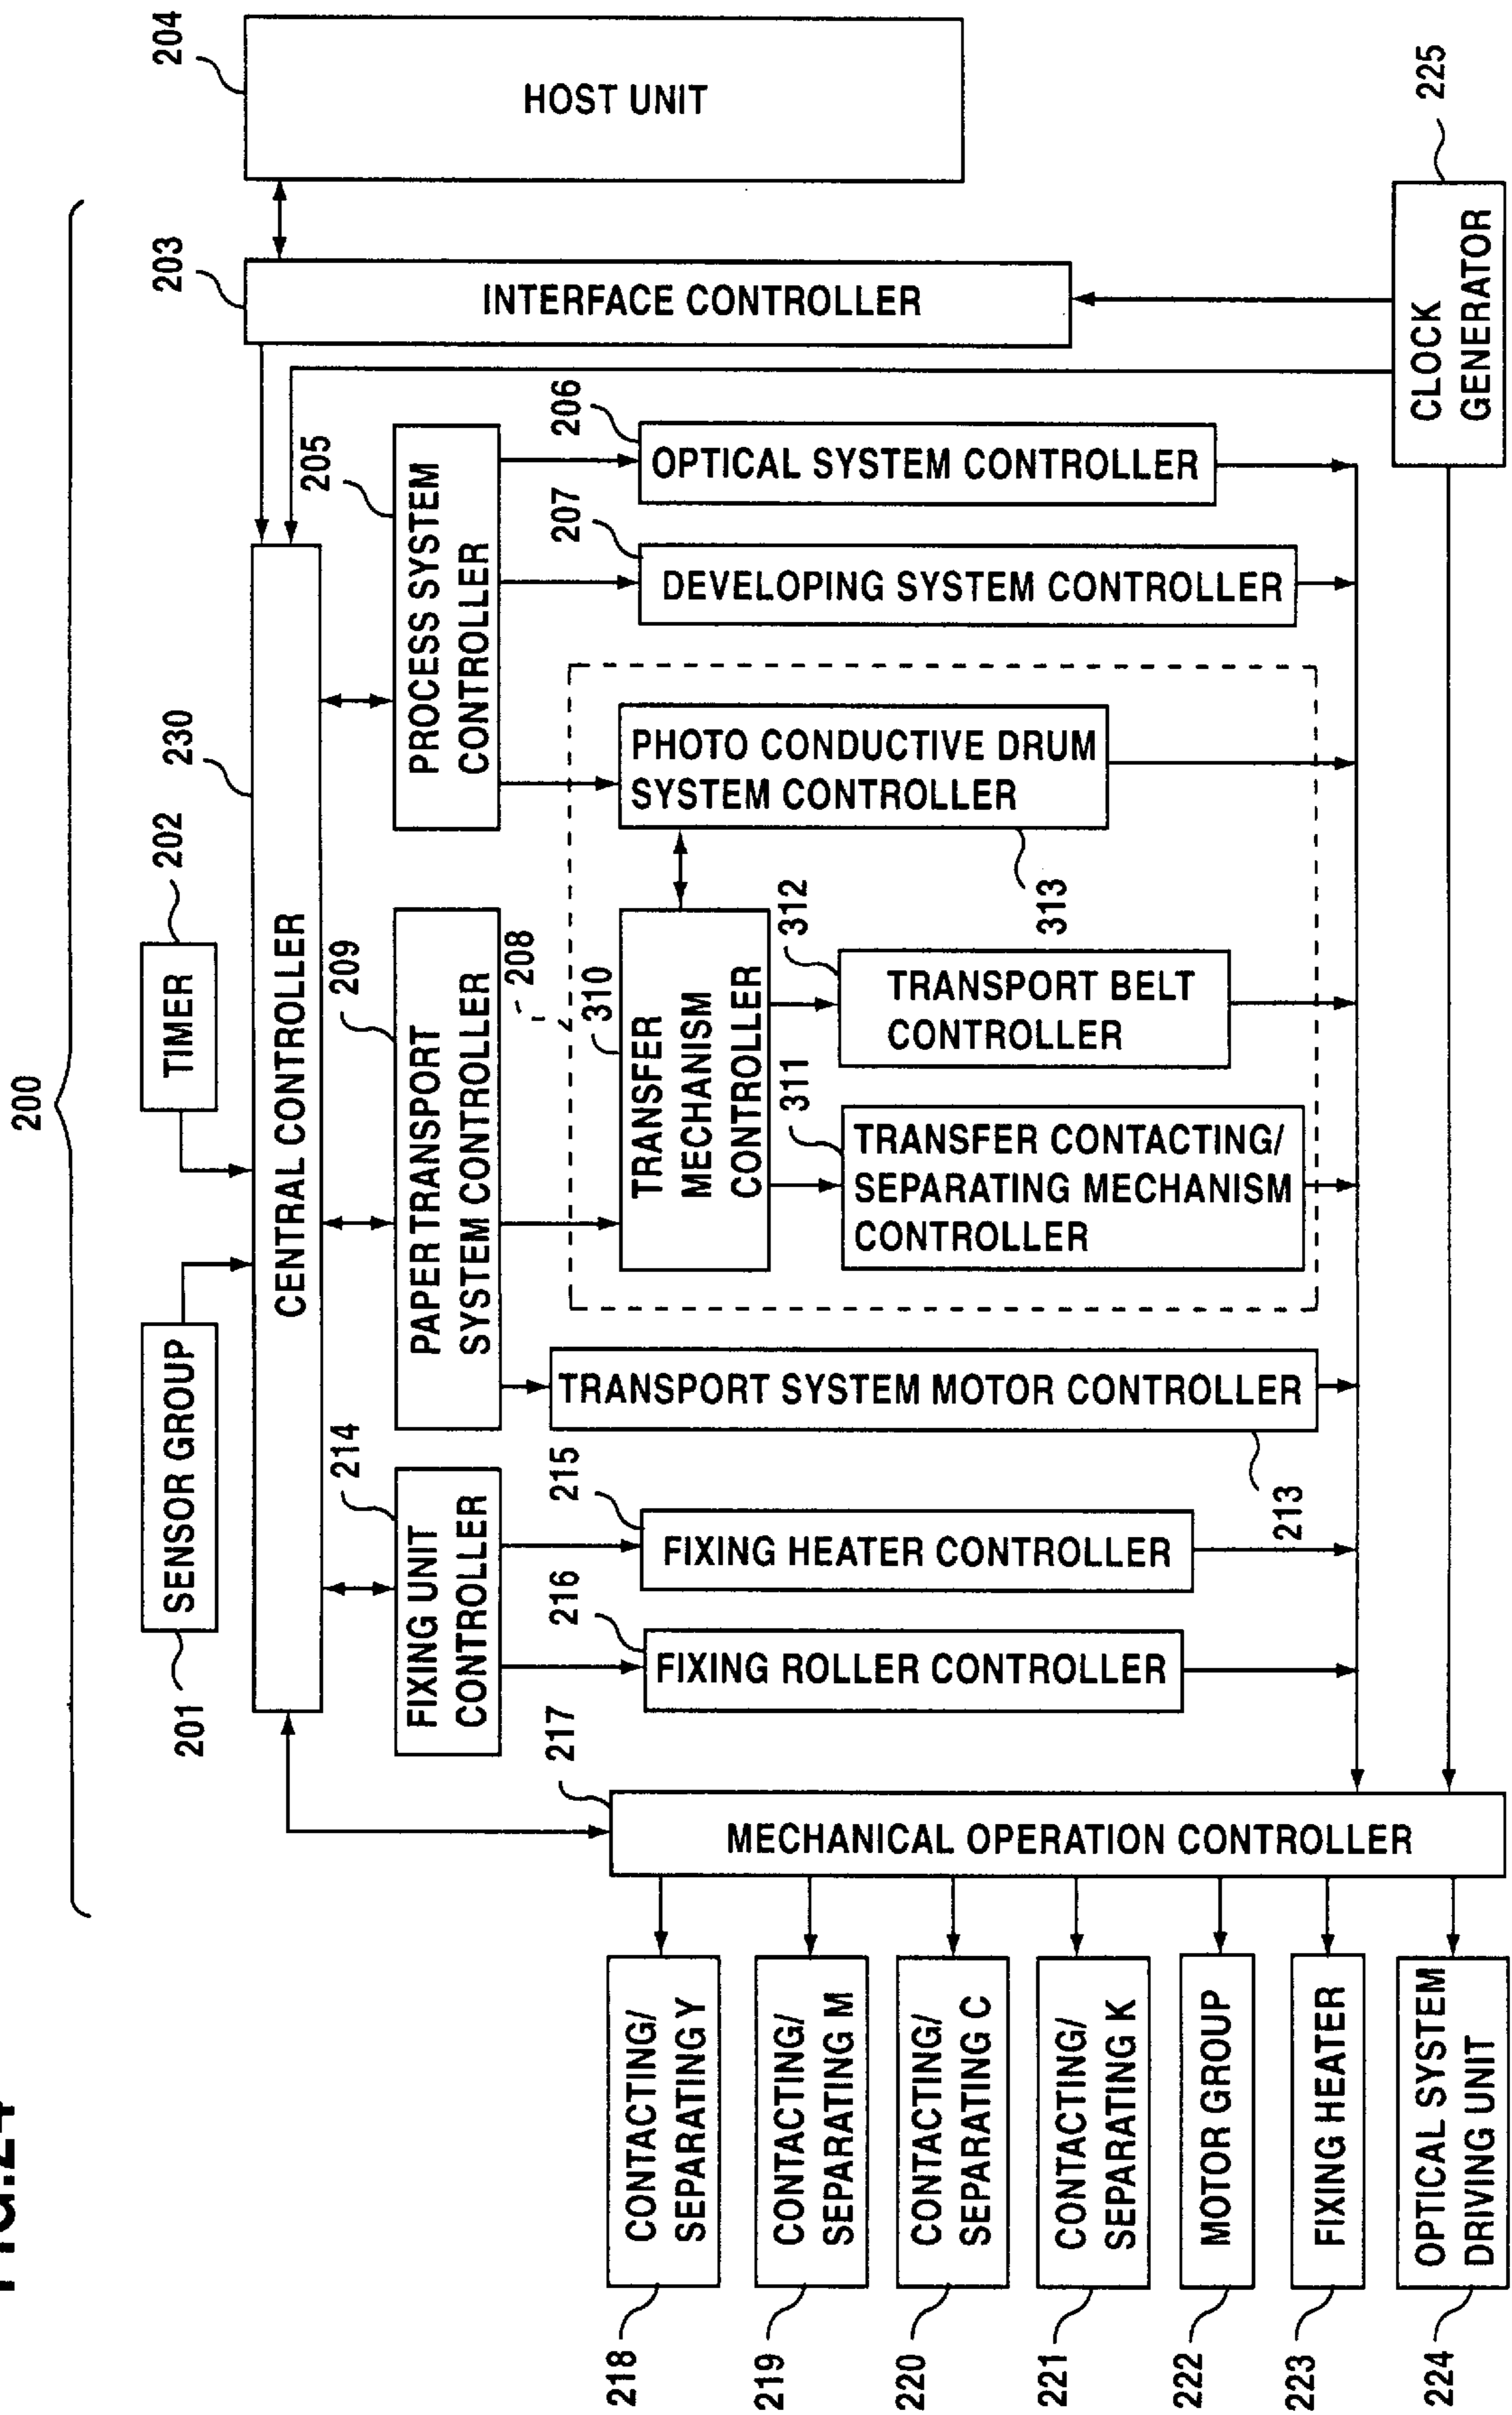 200
204
HOST UNIT
203
INTERFACE CONTROLLER
225
CLOCK
GENERATOR
201
SENSOR GROUP
TIMER
202
230
CENTRAL CONTROLLER
205
PROCESS SYSTEM
CONTROLLER
206
OPTICAL SYSTEM CONTROLLER
207
DEVELOPING SYSTEM CONTROLLER
209
PAPER TRANSPORT
SYSTEM CONTROLLER
208
PHOTO CONDUCTIVE DRUM
SYSTEM CONTROLLER
313
310
TRANSFER
MECHANISM
CONTROLLER
312
TRANSPORT BELT
CONTROLLER
311
TRANSFER CONTACTING/
SEPARATING MECHANISM
CONTROLLER
TRANSPORT SYSTEM MOTOR CONTROLLER
213
214
FIXING UNIT
CONTROLLER
215
FIXING HEATER CONTROLLER
216
FIXING ROLLER CONTROLLER
217
MECHANICAL OPERATION CONTROLLER
218
CONTACTING/
SEPARATING Y
219
CONTACTING/
SEPARATING M
220
CONTACTING/
SEPARATING C
221
CONTACTING/
SEPARATING K
222
MOTOR GROUP
223
FIXING HEATER
224
OPTICAL SYSTEM
DRIVING UNIT